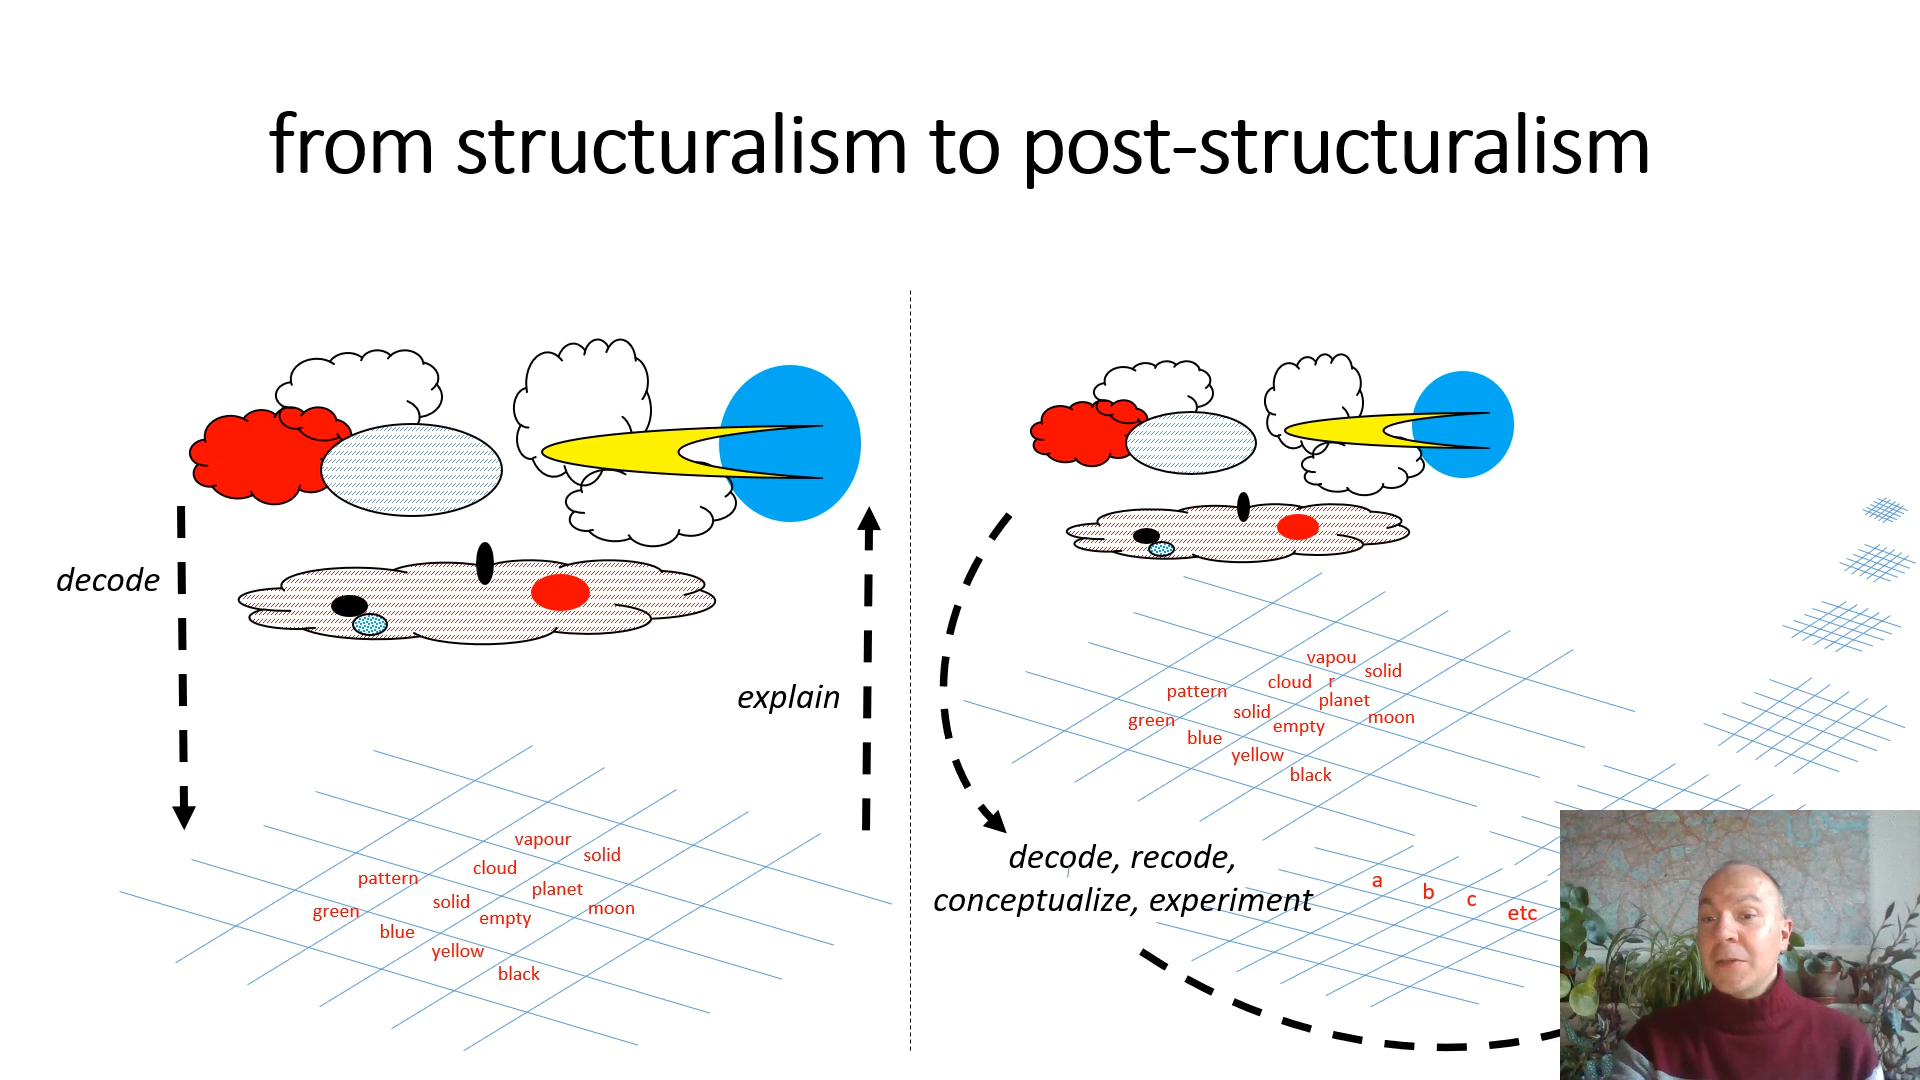 from structuralism to post-structuralism
decode
explain
vapour
solid
cloud
pattern
planet
solid
moon
green
empty
blue
yellow
black
vapou
r
solid
cloud
pattern
planet
solid
moon
green
empty
blue
yellow
black
decode, recode,
conceptualize, experiment
a
b
c
etc